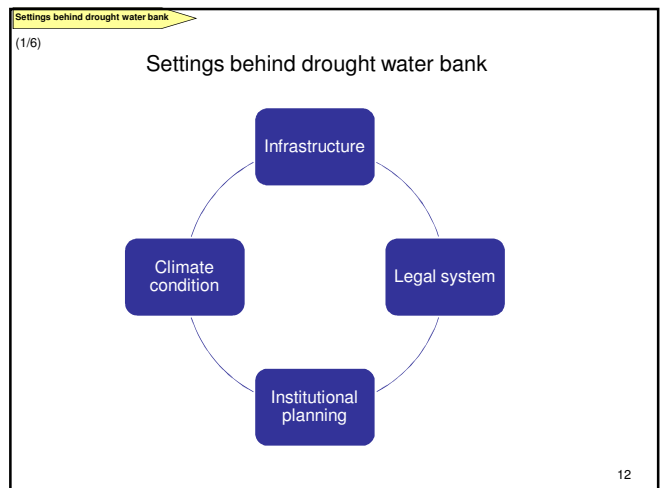 Settings behind drought water bank
(1/6)
Settings behind drought water bank
Infrastructure
Climate
condition
Legal system
Institutional
planning
12